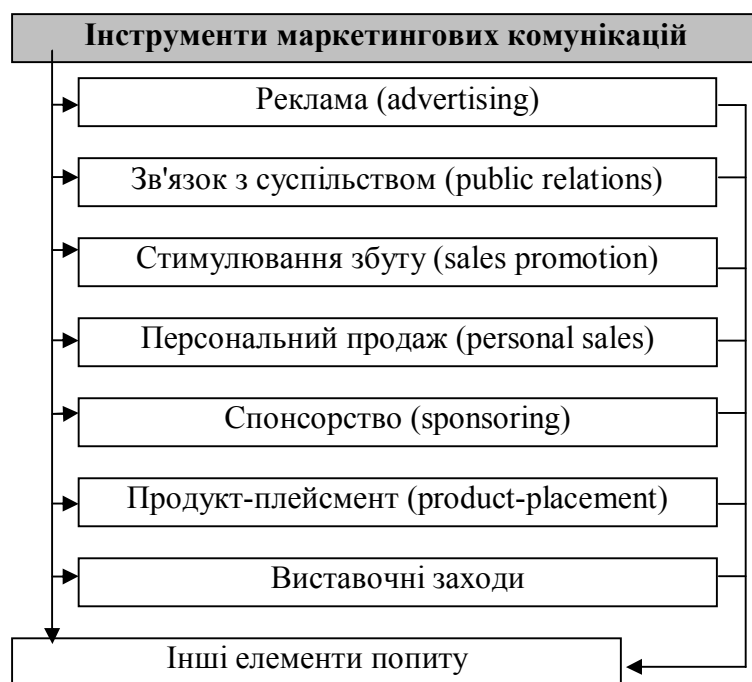 Інструменти маркетингових комунікацій
Реклама (advertising)
Зв'язок з суспільством (public relations)
Стимулювання збуту (sales promotion)
Персональний продаж (personal sales)
Спонсорство (sponsoring)
Продукт-плейсмент (product-placement)
Виставочні заходи
Інші елементи попиту